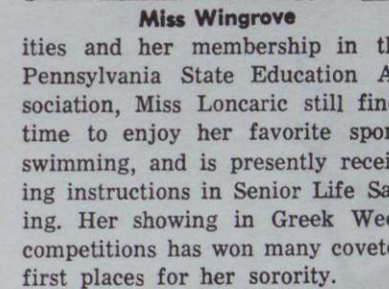 Miss Wingrove
ities and her membership in
Pennsylvania State Education
sociation, Miss Loncaric still
time to enjoy her favorite
swimming, and is presently
ing instructions in Senior Life
ing. Her showing in Greek
competitions has won many
first places for her sorority.